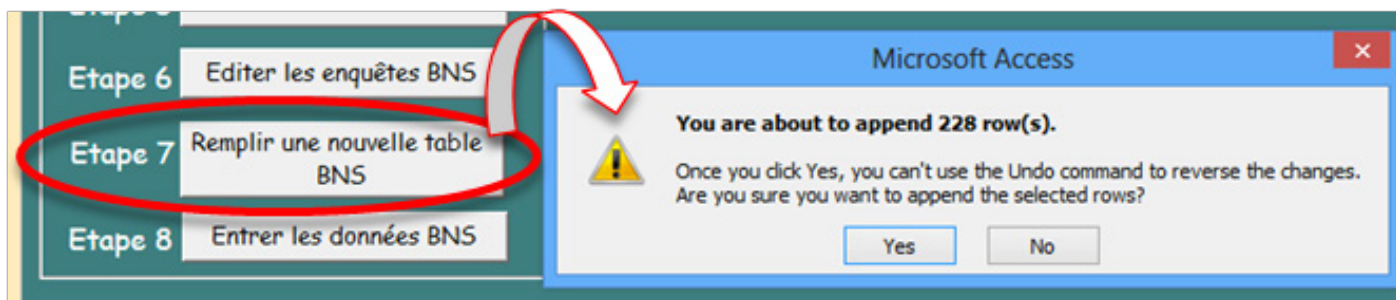 Etape 6
Editer les enquêtes BNS
Etape 7
Remplir une nouvelle table
BNS
Etape 8
Entrer les données BNS
Microsoft Access
You are about to append 228 row(s).
Once you click Yes, you can't use the Undo command to reverse the changes.
Are you sure you want to append the selected rows?
Yes
No